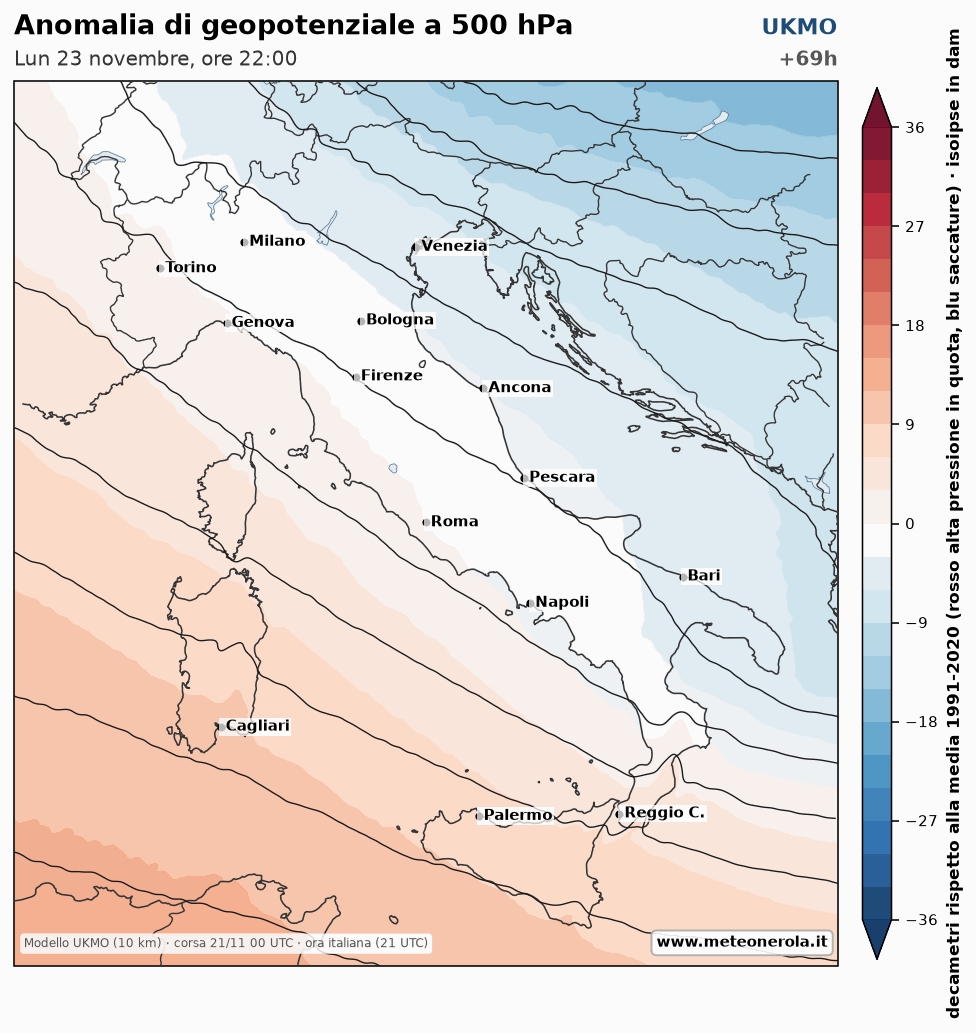 Anomalia di geopotenziale a 500 hPa
UKMO
Lun 23 novembre, ore 22:00
+69h
Milano
Venezia
Torino
Genova
Bologna
Firenze
Ancona
Pescara
Roma
Bari
Napoli
Cagliari
Palermo
Reggio C.
Modello UKMO (10 km) · corsa 21/11 00 UTC · ora italiana (21 UTC)
www.meteonerola.it
36
27
18
9
0
−9
−18
−27
−36
decametri rispetto alla media 1991-2020 (rosso alta pressione in quota, blu saccature) · isoipse in dam